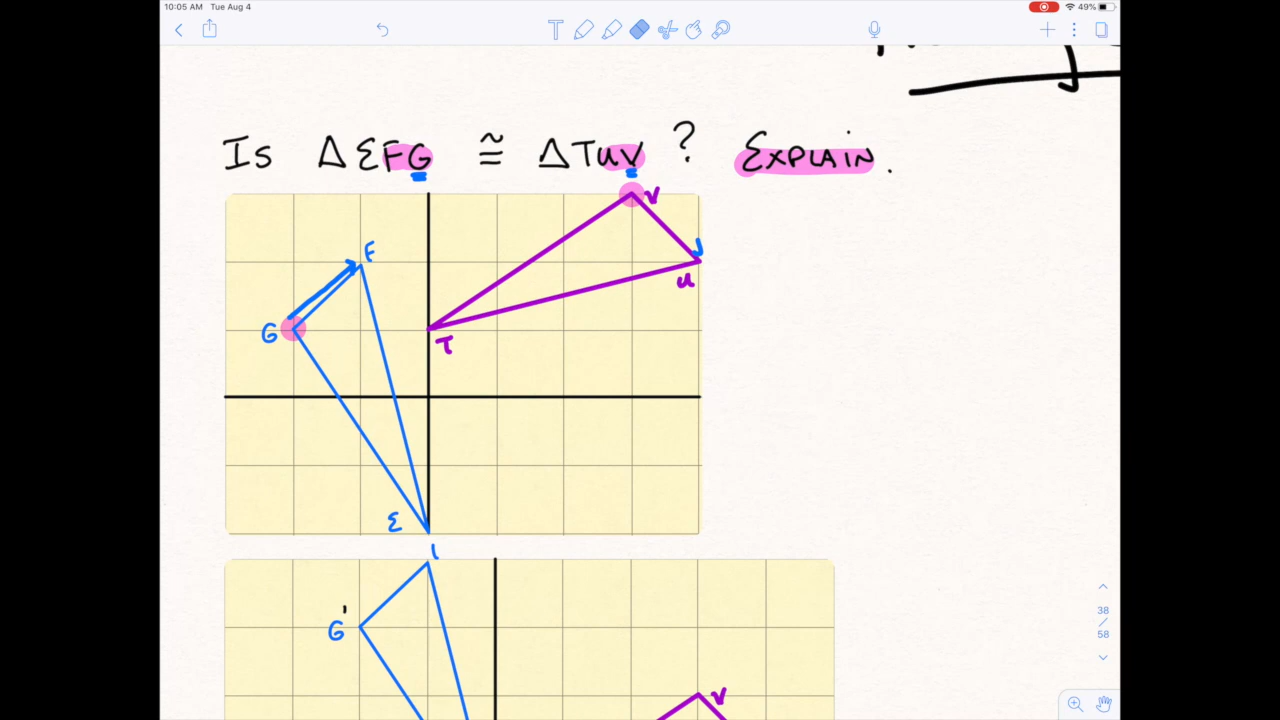 10:05 AM Tue Aug 4
49%
Is ΔEFG ≅ ΔTUV ? EXPLAIN.
V
F
U
G
T
E
38
/
58
G'
V